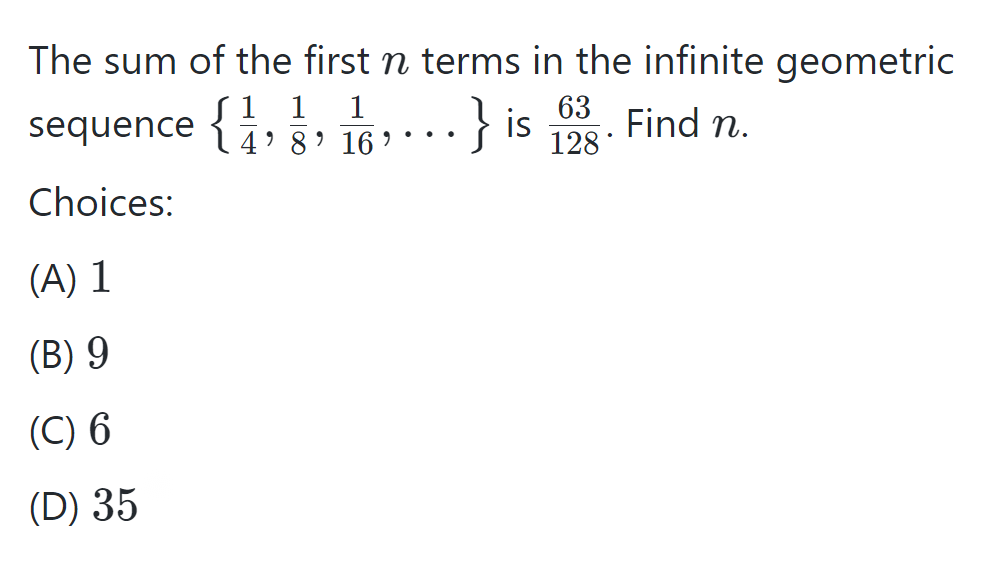 The sum of the first $n$ terms in the infinite geometric
sequence $\left\{\frac{1}{4}, \frac{1}{8}, \frac{1}{16}, \ldots\right\}$ is $\frac{63}{128}$. Find $n$.
Choices:
(A) 1
(B) 9
(C) 6
(D) 35